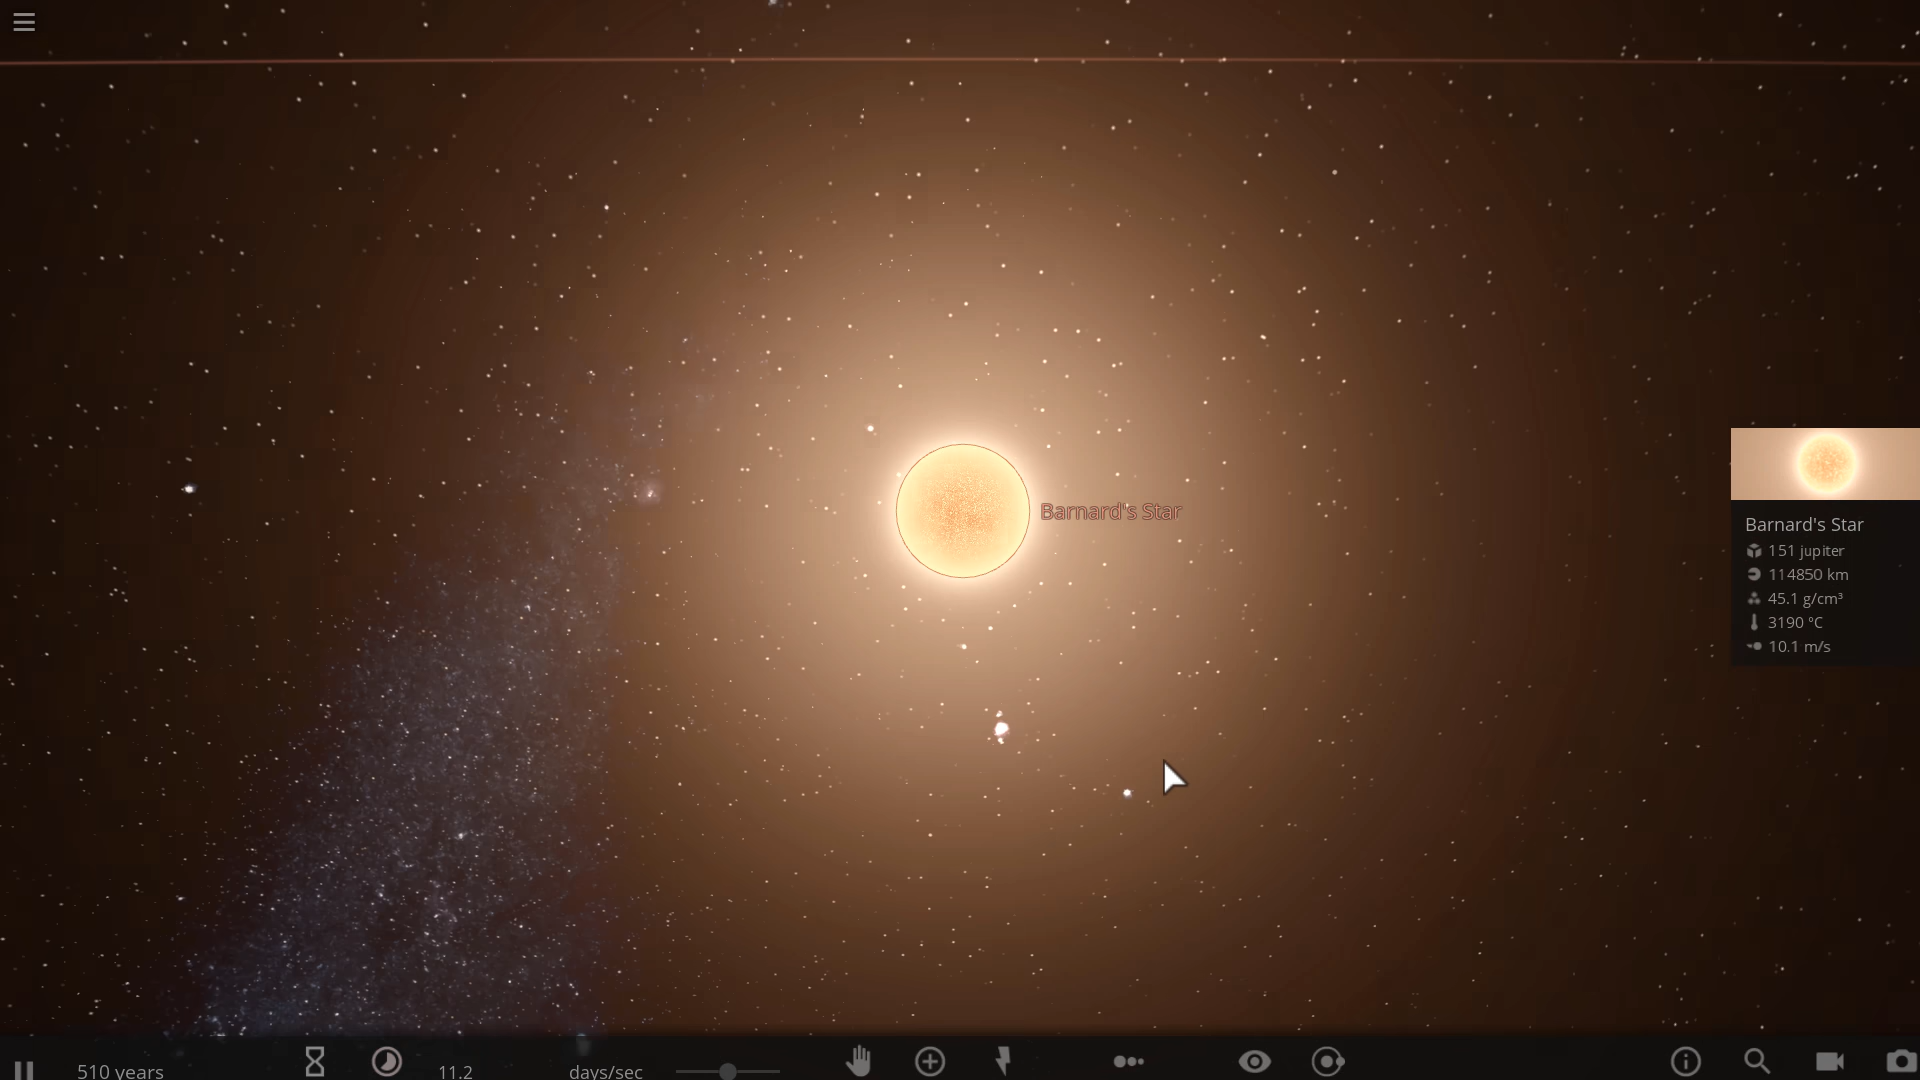 Barnard's Star
Barnard's Star
151 jupiter
114850 km
45.1 g/cm³
3190 °C
10.1 m/s
510 years
11.2
days/sec